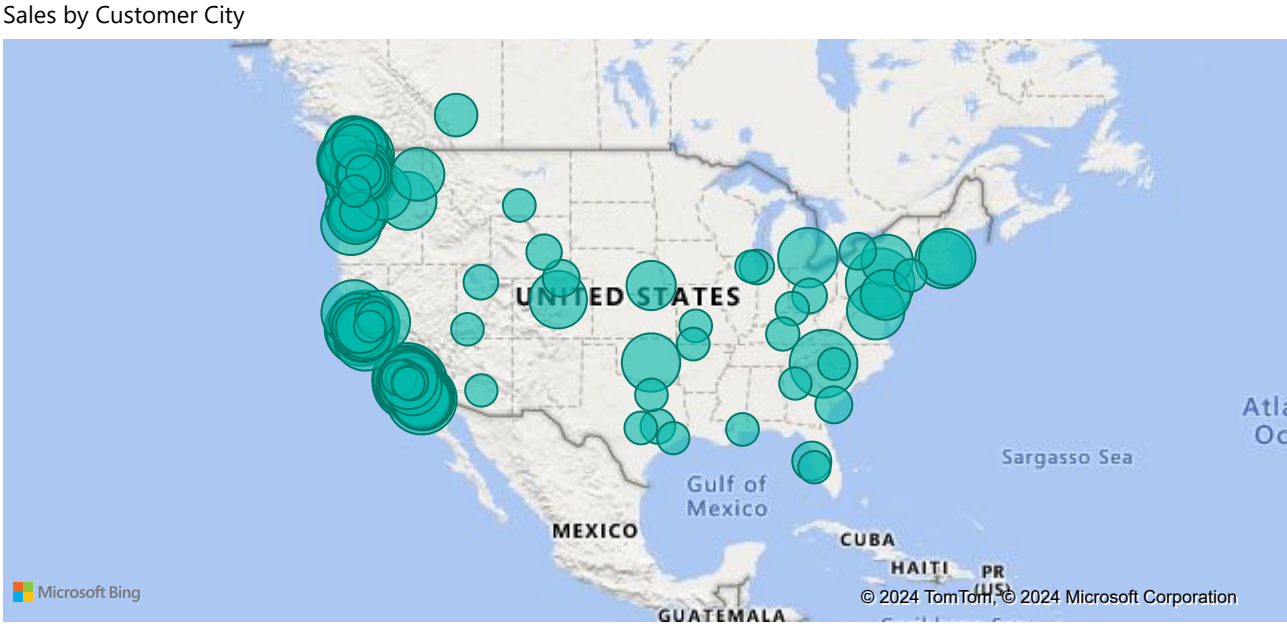 Sales by Customer City
UNITED STATES
Atla
Oc
Sargasso Sea
Gulf of
Mexico
MEXICO
CUBA
HAITI
PR
(US)
Microsoft Bing
© 2024 TomTom, © 2024 Microsoft Corporation
GUATEMALA